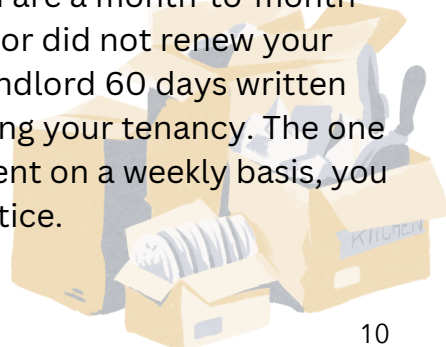 are a month-to-month
or did not renew your
ndlord 60 days written
ng your tenancy. The one
ent on a weekly basis, you
tice.
KITCHEN
10